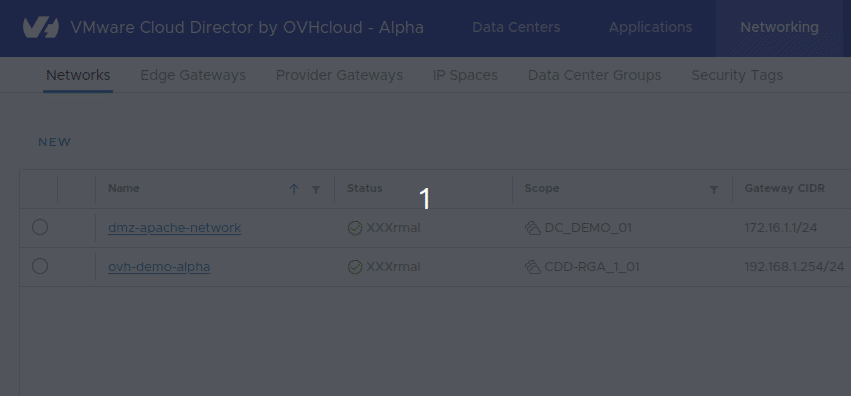 VMware Cloud Director by OVHcloud - Alpha Data Centers Applications Networking
Networks Edge Gateways Provider Gateways IP Spaces Data Center Groups Security Tags
NEW
Name Status Scope Gateway CIDR
1
dmz-apache-network XXXrmal DC_DEMO_01 172.16.1.1/24
ovh-demo-alpha XXXrmal CDD-RGA_1_01 192.168.1.254/24